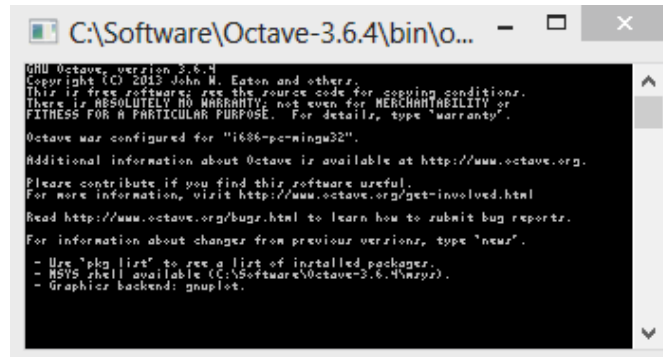 C:\Software\Octave-3.6.4\bin\o...
GNU Octave, version 3.6.4
Copyright (C) 2013 John W. Eaton and others.
This is free software; see the source code for copying conditions.
There is ABSOLUTELY NO WARRANTY; not even for MERCHANTABILITY or
FITNESS FOR A PARTICULAR PURPOSE.  For details, type `warranty'.
Octave was configured for "i686-pc-mingw32".
Additional information about Octave is available at http://www.octave.org.
Please contribute if you find this software useful.
For more information, visit http://www.octave.org/get-involved.html
Read http://www.octave.org/bugs.html to learn how to submit bug reports.
For information about changes from previous versions, type `news'.
- Use `pkg list' to see a list of installed packages.
- MSYS shell available (C:\Software\Octave-3.6.4\msys).
- Graphics backend: gnuplot.